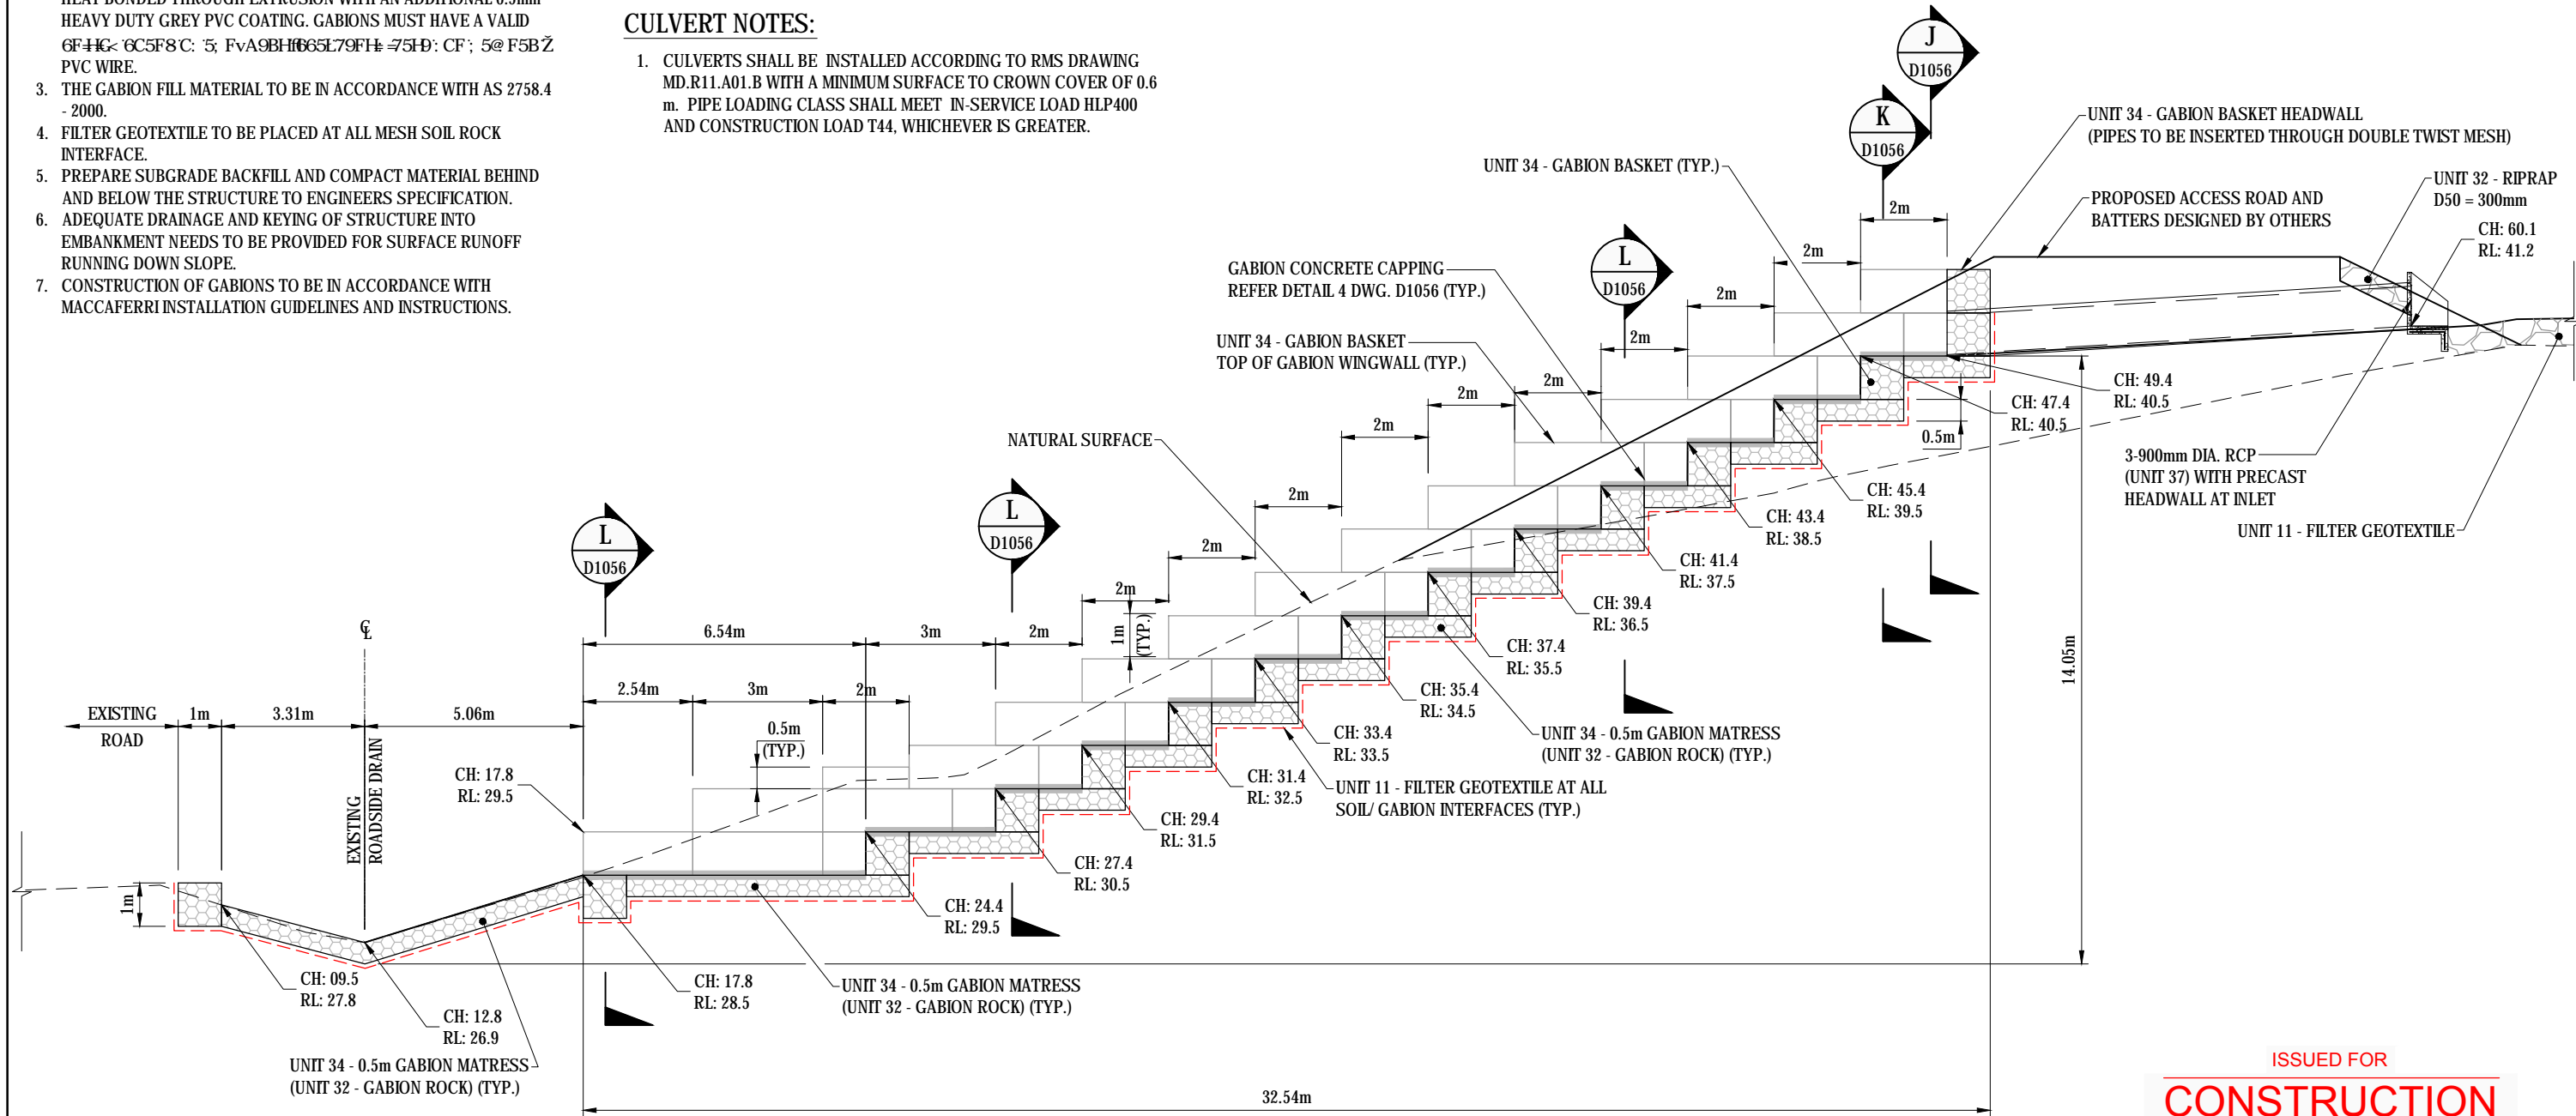 HEAVY DUTY GREY PVC COATING. GABIONS MUST HAVE A VALID
PVC WIRE.
3. THE GABION FILL MATERIAL TO BE IN ACCORDANCE WITH AS 2758.4
- 2000.
4. FILTER GEOTEXTILE TO BE PLACED AT ALL MESH SOIL ROCK
INTERFACE.
5. PREPARE SUBGRADE BACKFILL AND COMPACT MATERIAL BEHIND
AND BELOW THE STRUCTURE TO ENGINEERS SPECIFICATION.
6. ADEQUATE DRAINAGE AND KEYING OF STRUCTURE INTO
EMBANKMENT NEEDS TO BE PROVIDED FOR SURFACE RUNOFF
RUNNING DOWN SLOPE.
7. CONSTRUCTION OF GABIONS TO BE IN ACCORDANCE WITH
MACCAFERRI INSTALLATION GUIDELINES AND INSTRUCTIONS.
CULVERT NOTES:
1. CULVERTS SHALL BE INSTALLED ACCORDING TO RMS DRAWING
MD.R11.A01.B WITH A MINIMUM SURFACE TO CROWN COVER OF 0.6
m. PIPE LOADING CLASS SHALL MEET IN-SERVICE LOAD HLP400
AND CONSTRUCTION LOAD T44, WHICHEVER IS GREATER.
J
D1056
K
D1056
UNIT 34 - GABION BASKET HEADWALL
(PIPES TO BE INSERTED THROUGH DOUBLE TWIST MESH)
UNIT 34 - GABION BASKET (TYP.)
UNIT 32 - RIPRAP
D50 = 300mm
PROPOSED ACCESS ROAD AND
BATTERS DESIGNED BY OTHERS
CH: 60.1
RL: 41.2
2m
2m
L
D1056
GABION CONCRETE CAPPING
REFER DETAIL 4 DWG. D1056 (TYP.)
2m
2m
UNIT 34 - GABION BASKET
TOP OF GABION WINGWALL (TYP.)
2m
2m
2m
2m
2m
2m
NATURAL SURFACE
CH: 49.4
RL: 40.5
CH: 47.4
RL: 40.5
0.5m
3-900mm DIA. RCP
(UNIT 37) WITH PRECAST
HEADWALL AT INLET
UNIT 11 - FILTER GEOTEXTILE
CH: 45.4
RL: 39.5
CH: 43.4
RL: 38.5
CH: 41.4
RL: 37.5
CH: 39.4
RL: 36.5
CH: 37.4
RL: 35.5
CH: 35.4
RL: 34.5
14.05m
L
D1056
L
D1056
1m
(TYP.)
6.54m
3m
2m
2.54m
3m
2m
0.5m
(TYP.)
EXISTING
ROAD
1m
3.31m
5.06m
EXISTING
ROADSIDE DRAIN
CH: 17.8
RL: 29.5
CH: 33.4
RL: 33.5
UNIT 34 - 0.5m GABION MATRESS
(UNIT 32 - GABION ROCK) (TYP.)
CH: 31.4
RL: 32.5
UNIT 11 - FILTER GEOTEXTILE AT ALL
SOIL/ GABION INTERFACES (TYP.)
CH: 29.4
RL: 31.5
CH: 27.4
RL: 30.5
CH: 24.4
RL: 29.5
1m
CH: 09.5
RL: 27.8
CH: 12.8
RL: 26.9
CH: 17.8
RL: 28.5
UNIT 34 - 0.5m GABION MATRESS
(UNIT 32 - GABION ROCK) (TYP.)
UNIT 34 - 0.5m GABION MATRESS
(UNIT 32 - GABION ROCK) (TYP.)
32.54m
ISSUED FOR
CONSTRUCTION